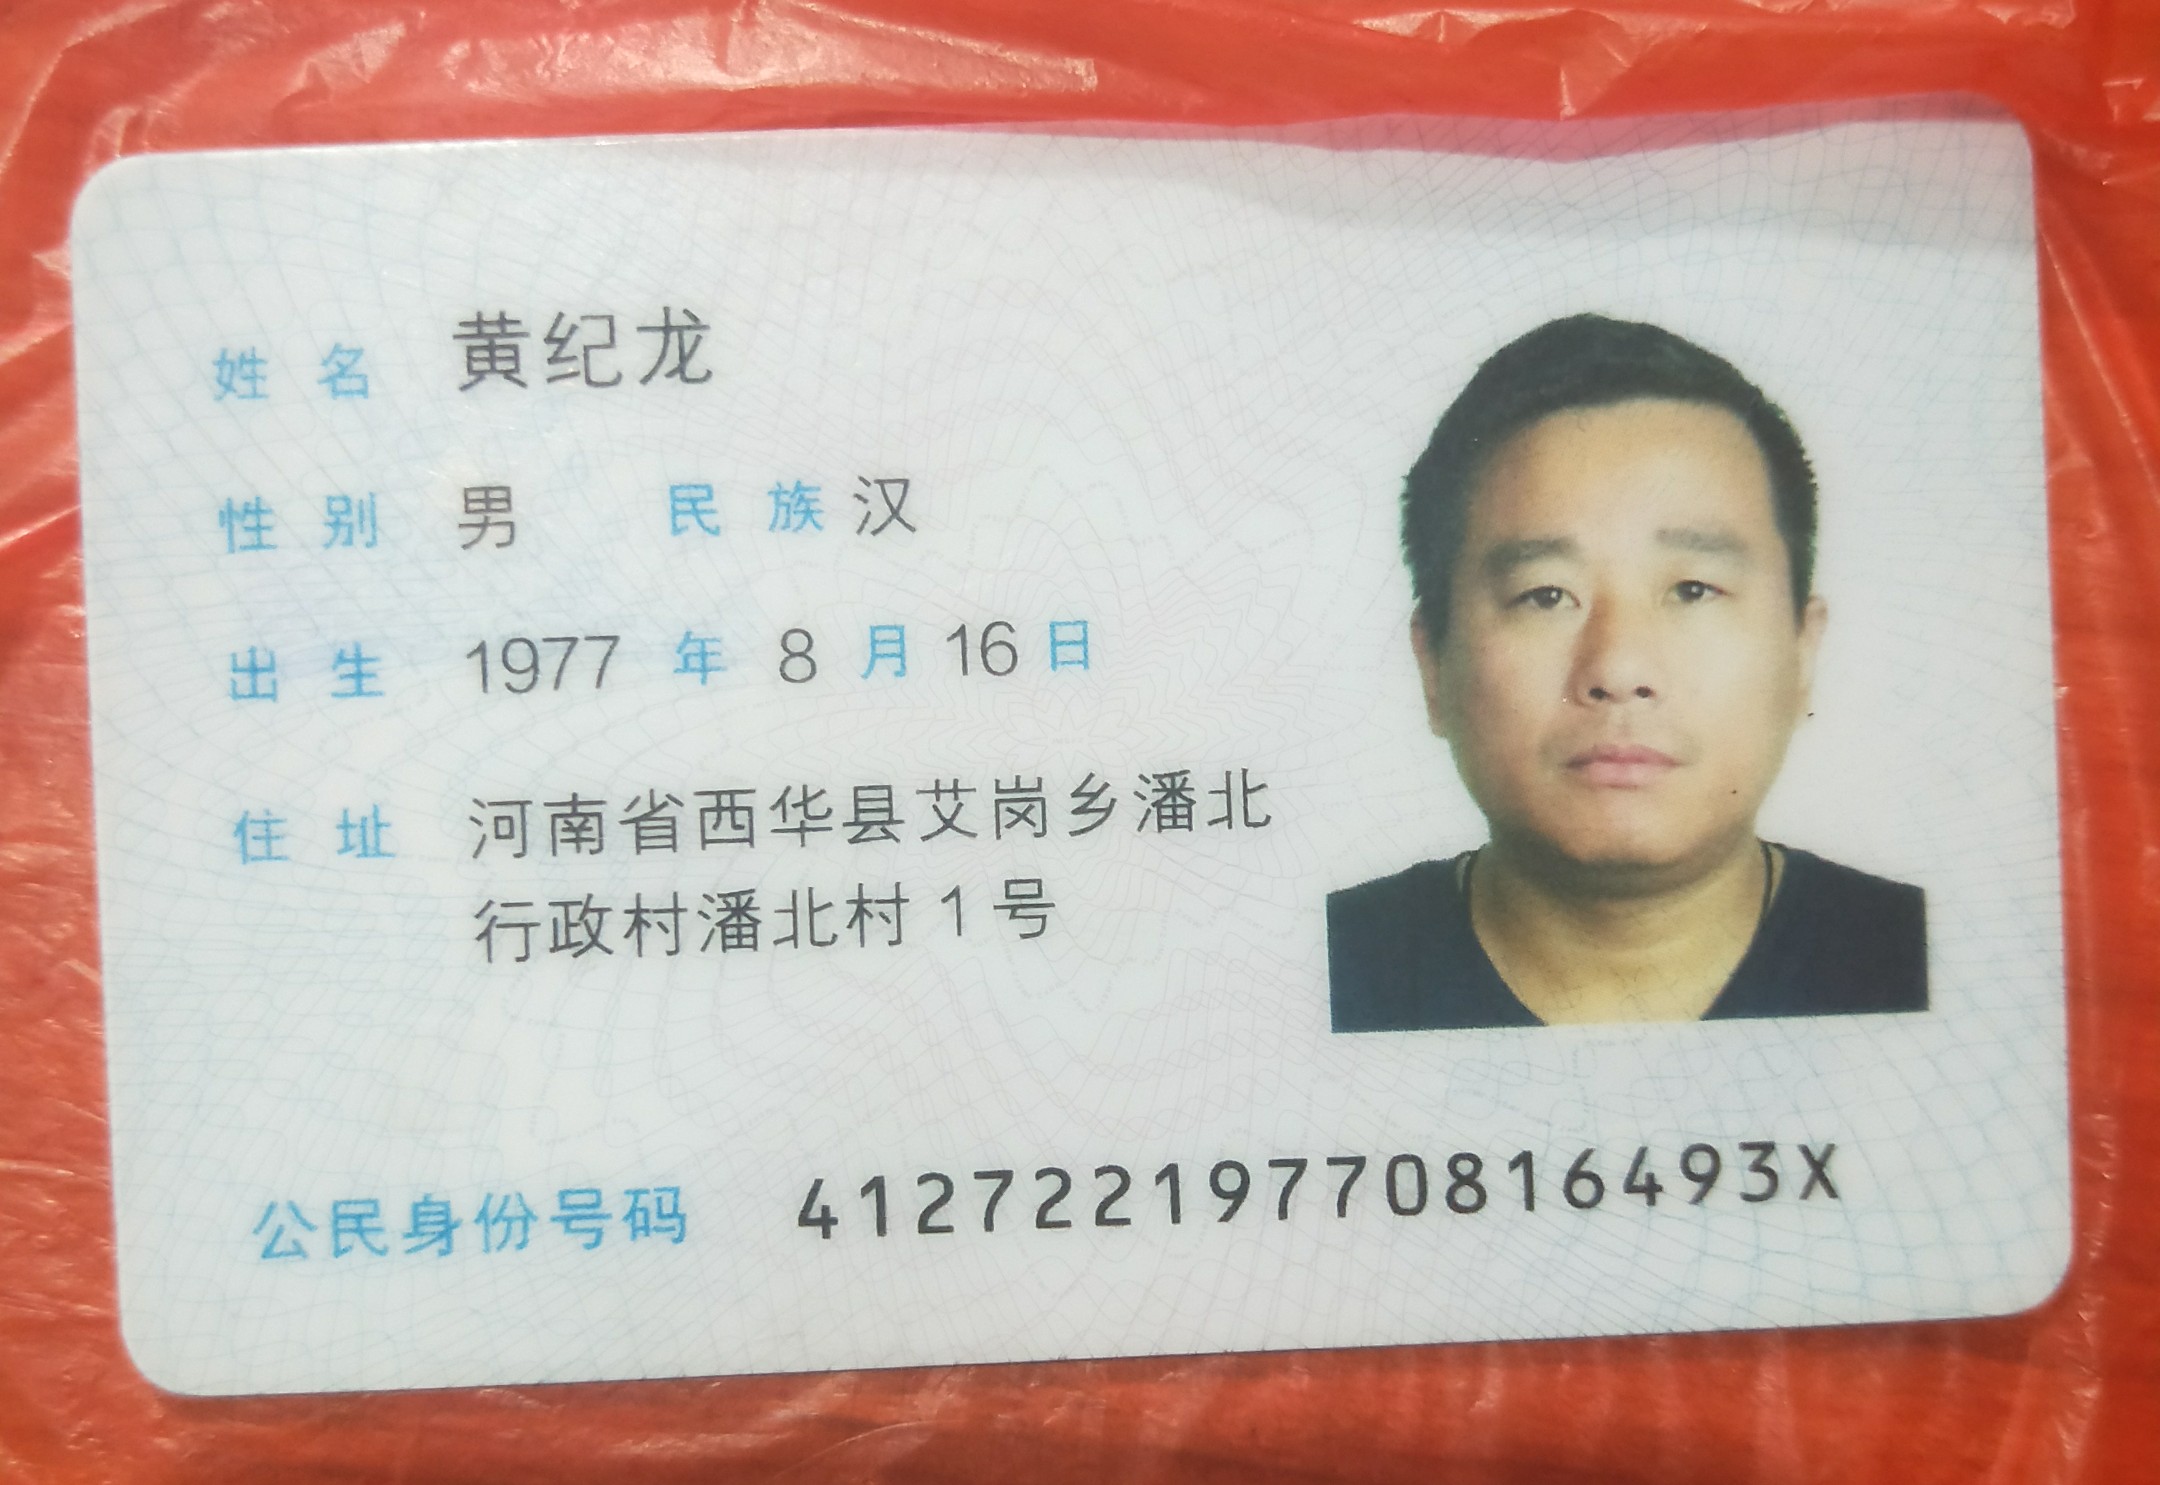 姓名 黄纪龙
性别 男 民族 汉
出生 1977 年 8 月 16 日
住址 河南省西华县艾岗乡潘北
行政村潘北村 1 号
公民身份号码 41272219770816493X